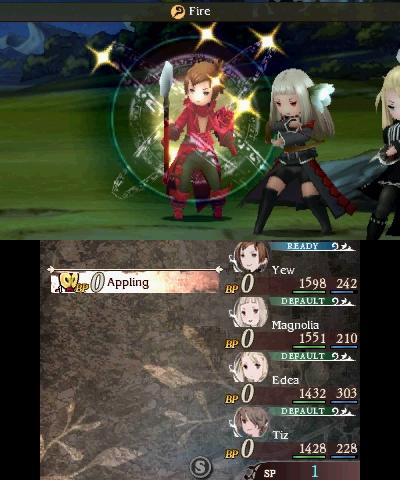 Fire
READY
Yew
BP 0 Appling
BP 0 1598 242
DEFAULT
Magnolia
BP 0 1551 210
DEFAULT
Edea
BP 0 1432 303
DEFAULT
Tiz
BP 0 1428 228
S
SP 1